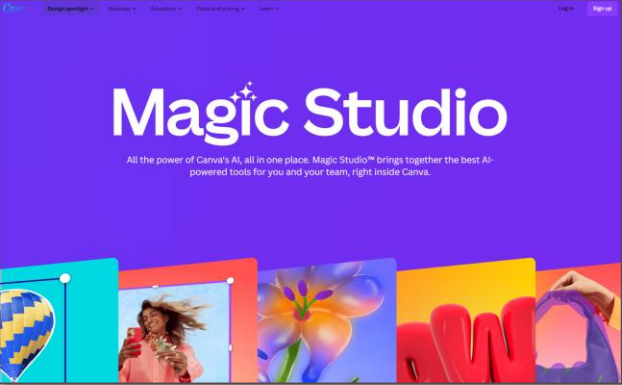 Canva
Design spotlight
Business
Education
Plans and pricing
Learn
Log in
Sign up
Magic Studio
All the power of Canva's AI, all in one place. Magic Studio™ brings together the best AI-
powered tools for you and your team, right inside Canva.